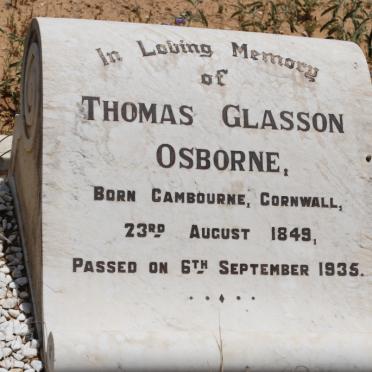 In Loving Memory
of
THOMAS GLASSON
OSBORNE,
BORN CAMBOURNE, CORNWALL,
23RD AUGUST 1849,
PASSED ON 6TH SEPTEMBER 1935.